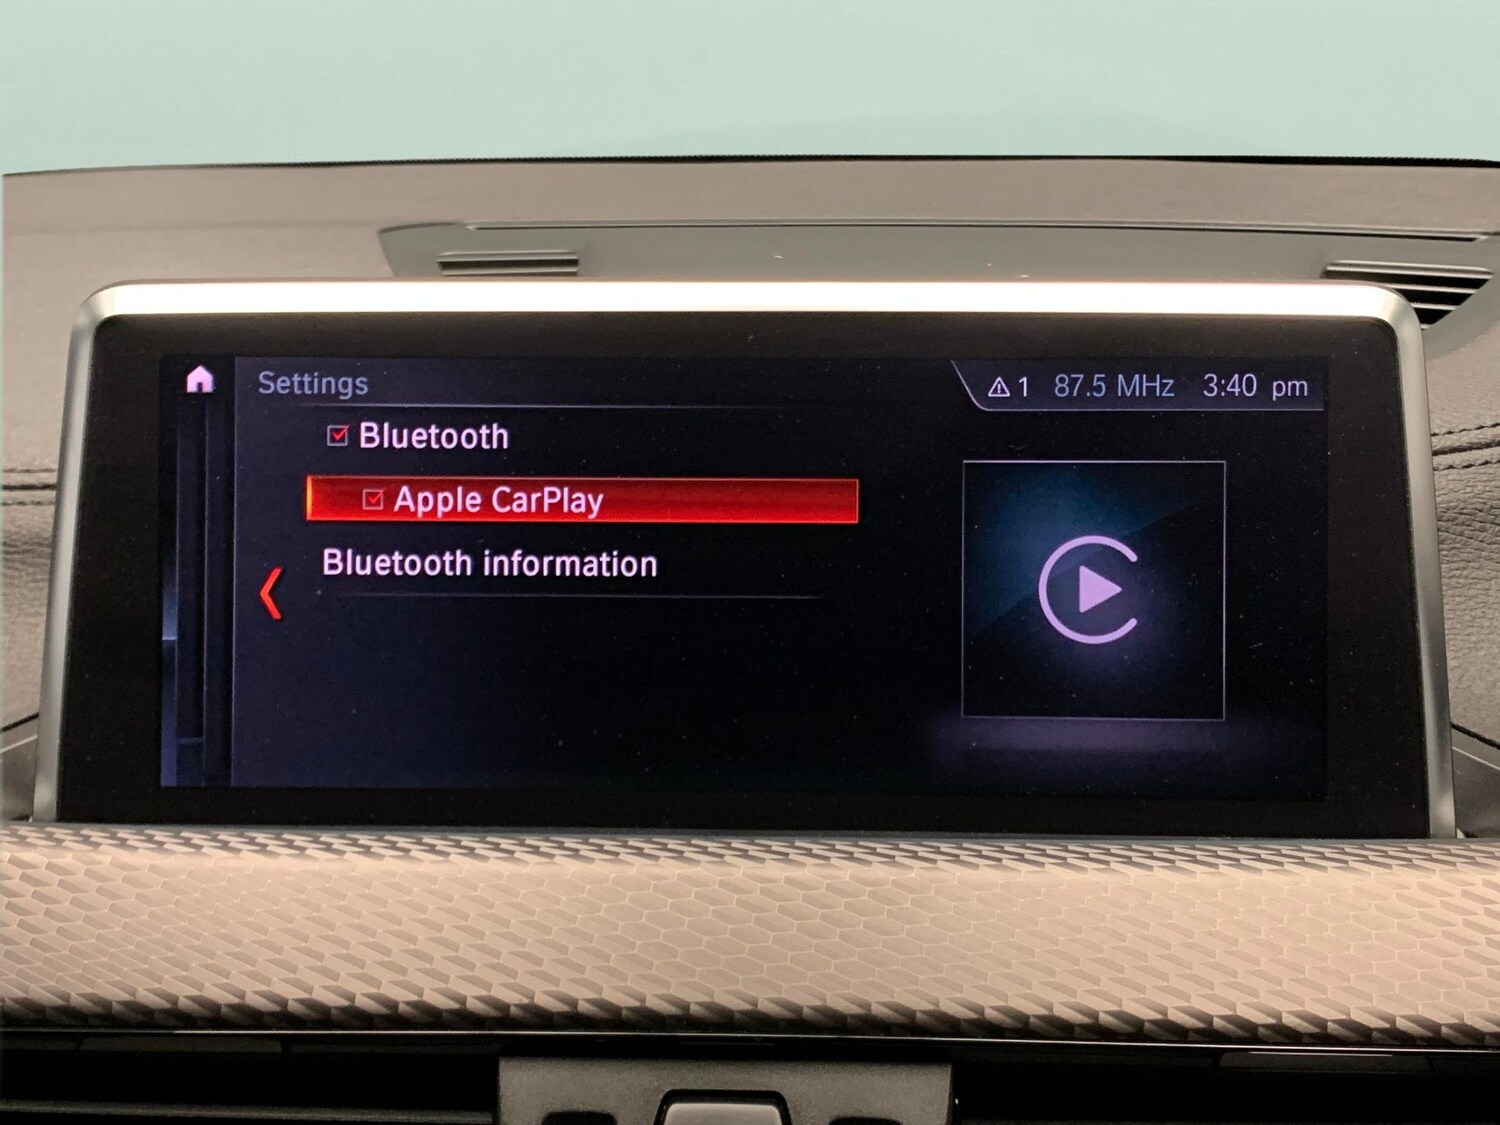 Settings
1 87.5 MHz 3:40 pm
Bluetooth
Apple CarPlay
Bluetooth information